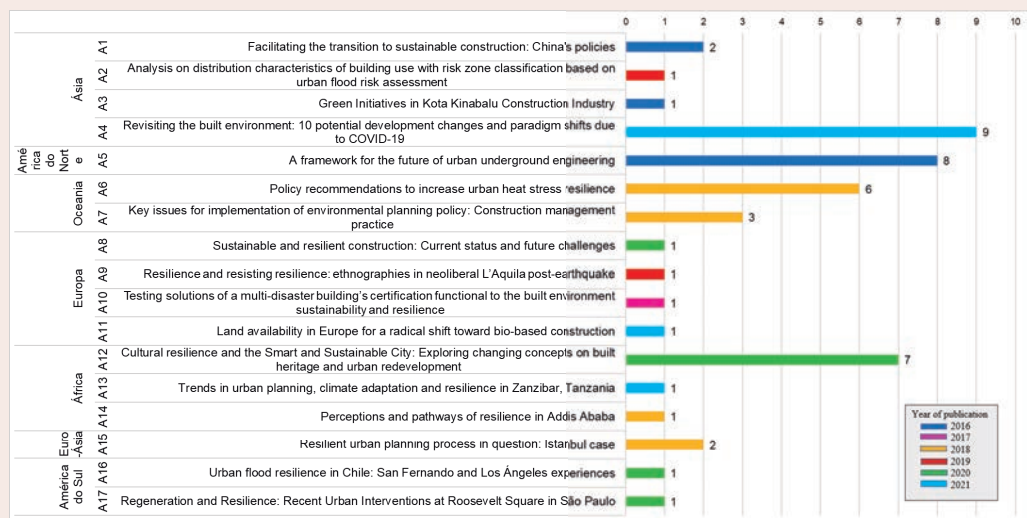 0 1 2 3 4 5 6 7 8 9 10
Ásia
A1 Facilitating the transition to sustainable construction: China's policies 2
A2 Analysis on distribution characteristics of building use with risk zone classification based on
urban flood risk assessment 1
A3 Green Initiatives in Kota Kinabalu Construction Industry 1
A4 Revisiting the built environment: 10 potential development changes and paradigm shifts due
to COVID-19 9
Amé
rica
do
Nort
e
A5 A framework for the future of urban underground engineering 8
Oceania
A6 Policy recommendations to increase urban heat stress resilience 6
A7 Key issues for implementation of environmental planning policy: Construction management
practice 3
Europa
A8 Sustainable and resilient construction: Current status and future challenges 1
A9 Resilience and resisting resilience: ethnographies in neoliberal L'Aquila post-earthquake 1
A10 Testing solutions of a multi-disaster building's certification functional to the built environment
sustainability and resilience 1
A11 Land availability in Europe for a radical shift toward bio-based construction 1
África
A12 Cultural resilience and the Smart and Sustainable City: Exploring changing concepts on built
heritage and urban redevelopment 7
A13 Trends in urban planning, climate adaptation and resilience in Zanzibar, Tanzania 1
A14 Perceptions and pathways of resilience in Addis Ababa 1
Euro
-Ásia
A15 Resilient urban planning process in question: Istanbul case 2
América
do Sul
A16 Urban flood resilience in Chile: San Fernando and Los Ángeles experiences 1
A17 Regeneration and Resilience: Recent Urban Interventions at Roosevelt Square in São Paulo 1
Year of publication
2016
2017
2018
2019
2020
2021